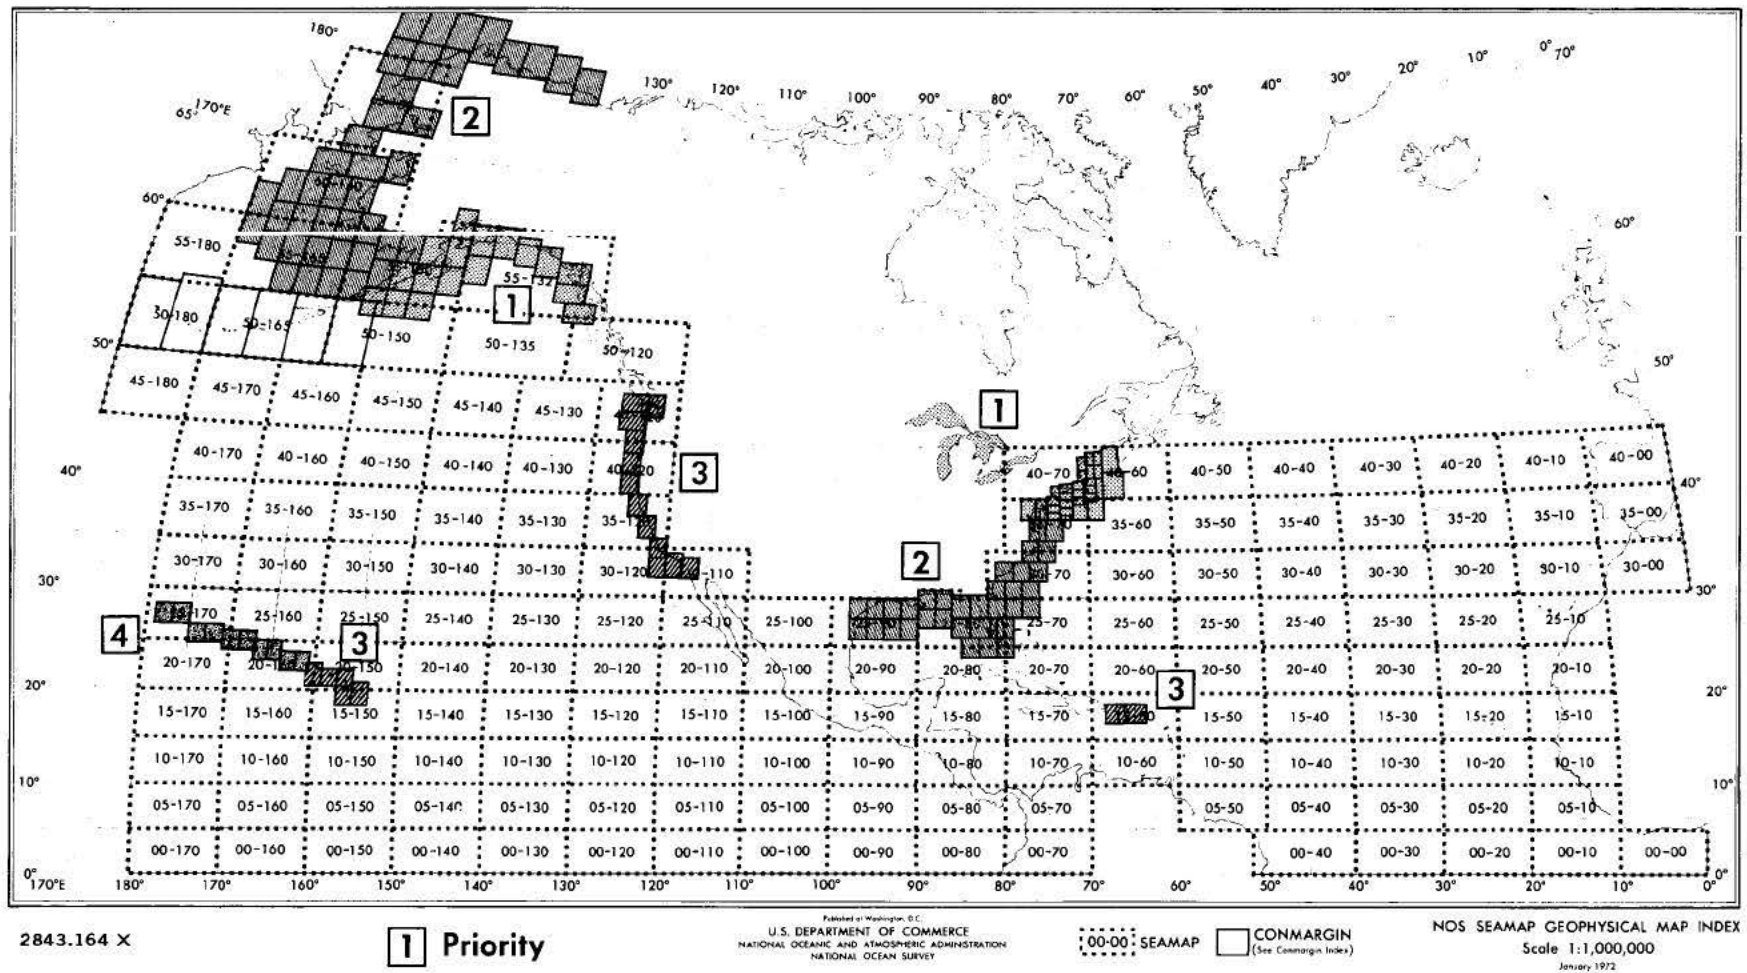 180°
170°E
65°
60°
50°
40°
30°
20°
10°
0°
2
130° 120° 110° 100° 90° 80° 70° 60° 50° 40° 30° 20° 10° 0° 70°
60°
50°
40°
30°
20°
10°
0°
55-180
55-132
1
50-180 50-165 50-150 50-135 50-120
45-180 45-170 45-160 45-150 45-140 45-130
1
40-170 40-160 40-150 40-140 40-130
3
40-70 40-50 40-40 40-30 40-20 40-10 40-00
35-170 35-160 35-150 35-140 35-130
35-60 35-50 35-40 35-30 35-20 35-10 35-00
2
30-170 30-160 30-150 30-140 30-130 30-120
30-60 30-50 30-40 30-30 30-20 30-10 30-00
4
25-160 25-150 25-140 25-130 25-120 25-110 25-100 25-70 25-60 25-50 25-40 25-30 25-20 25-10
3
20-170 20-150 20-140 20-130 20-120 20-110 20-100 20-90 20-80 20-70 20-60 20-50 20-40 20-30 20-20 20-10
3
15-170 15-160 15-150 15-140 15-130 15-120 15-110 15-100 15-90 15-80 15-70 15-50 15-40 15-30 15-20 15-10
10-170 10-160 10-150 10-140 10-130 10-120 10-110 10-100 10-90 10-80 10-70 10-60 10-50 10-40 10-30 10-20 10-10
05-170 05-160 05-150 05-140 05-130 05-120 05-110 05-100 05-90 05-80 05-70 05-50 05-40 05-30 05-20 05-10
00-170 00-160 00-150 00-140 00-130 00-120 00-110 00-100 00-90 00-80 00-70 00-40 00-30 00-20 00-10 00-00
170°E 180° 170° 160° 150° 140° 130° 120° 110° 100° 90° 80° 70° 60° 50° 40° 30° 20° 10° 0°
2843.164 X
1 Priority
Published at Washington, D.C.
U.S. DEPARTMENT OF COMMERCE
NATIONAL OCEANIC AND ATMOSPHERIC ADMINISTRATION
NATIONAL OCEAN SURVEY
00-00 SEAMAP
CONMARGIN
(See Conmargin Index)
NOS SEAMAP GEOPHYSICAL MAP INDEX
Scale 1:1,000,000
January 1972